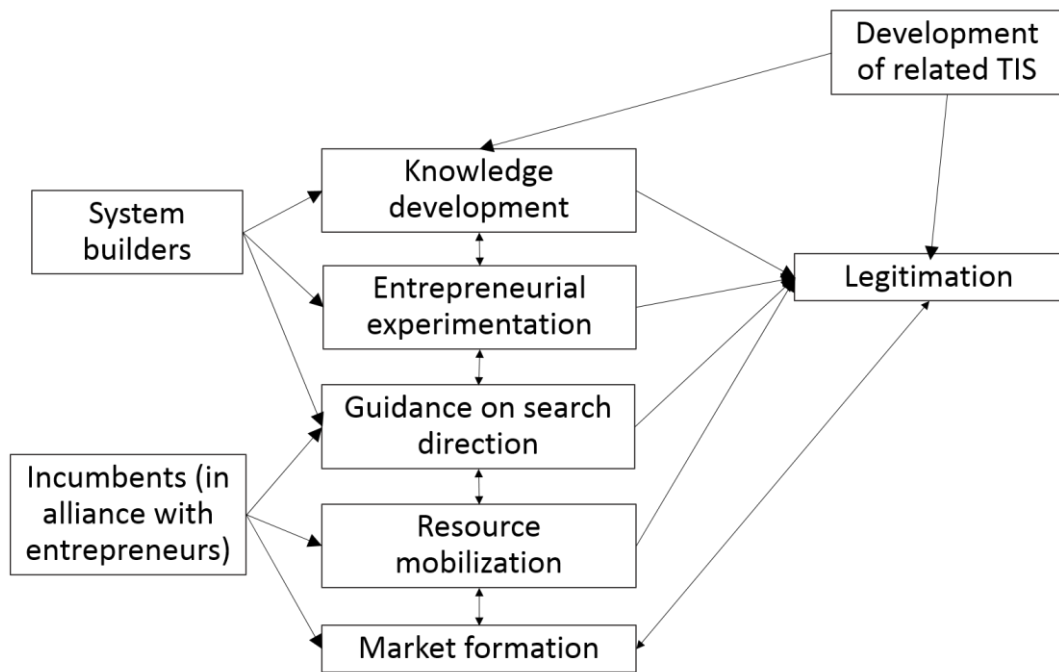 Development
of related TIS
Knowledge
development
System
builders
Legitimation
Entrepreneurial
experimentation
Guidance on search
direction
Incumbents (in
alliance with
entrepreneurs)
Resource
mobilization
Market formation